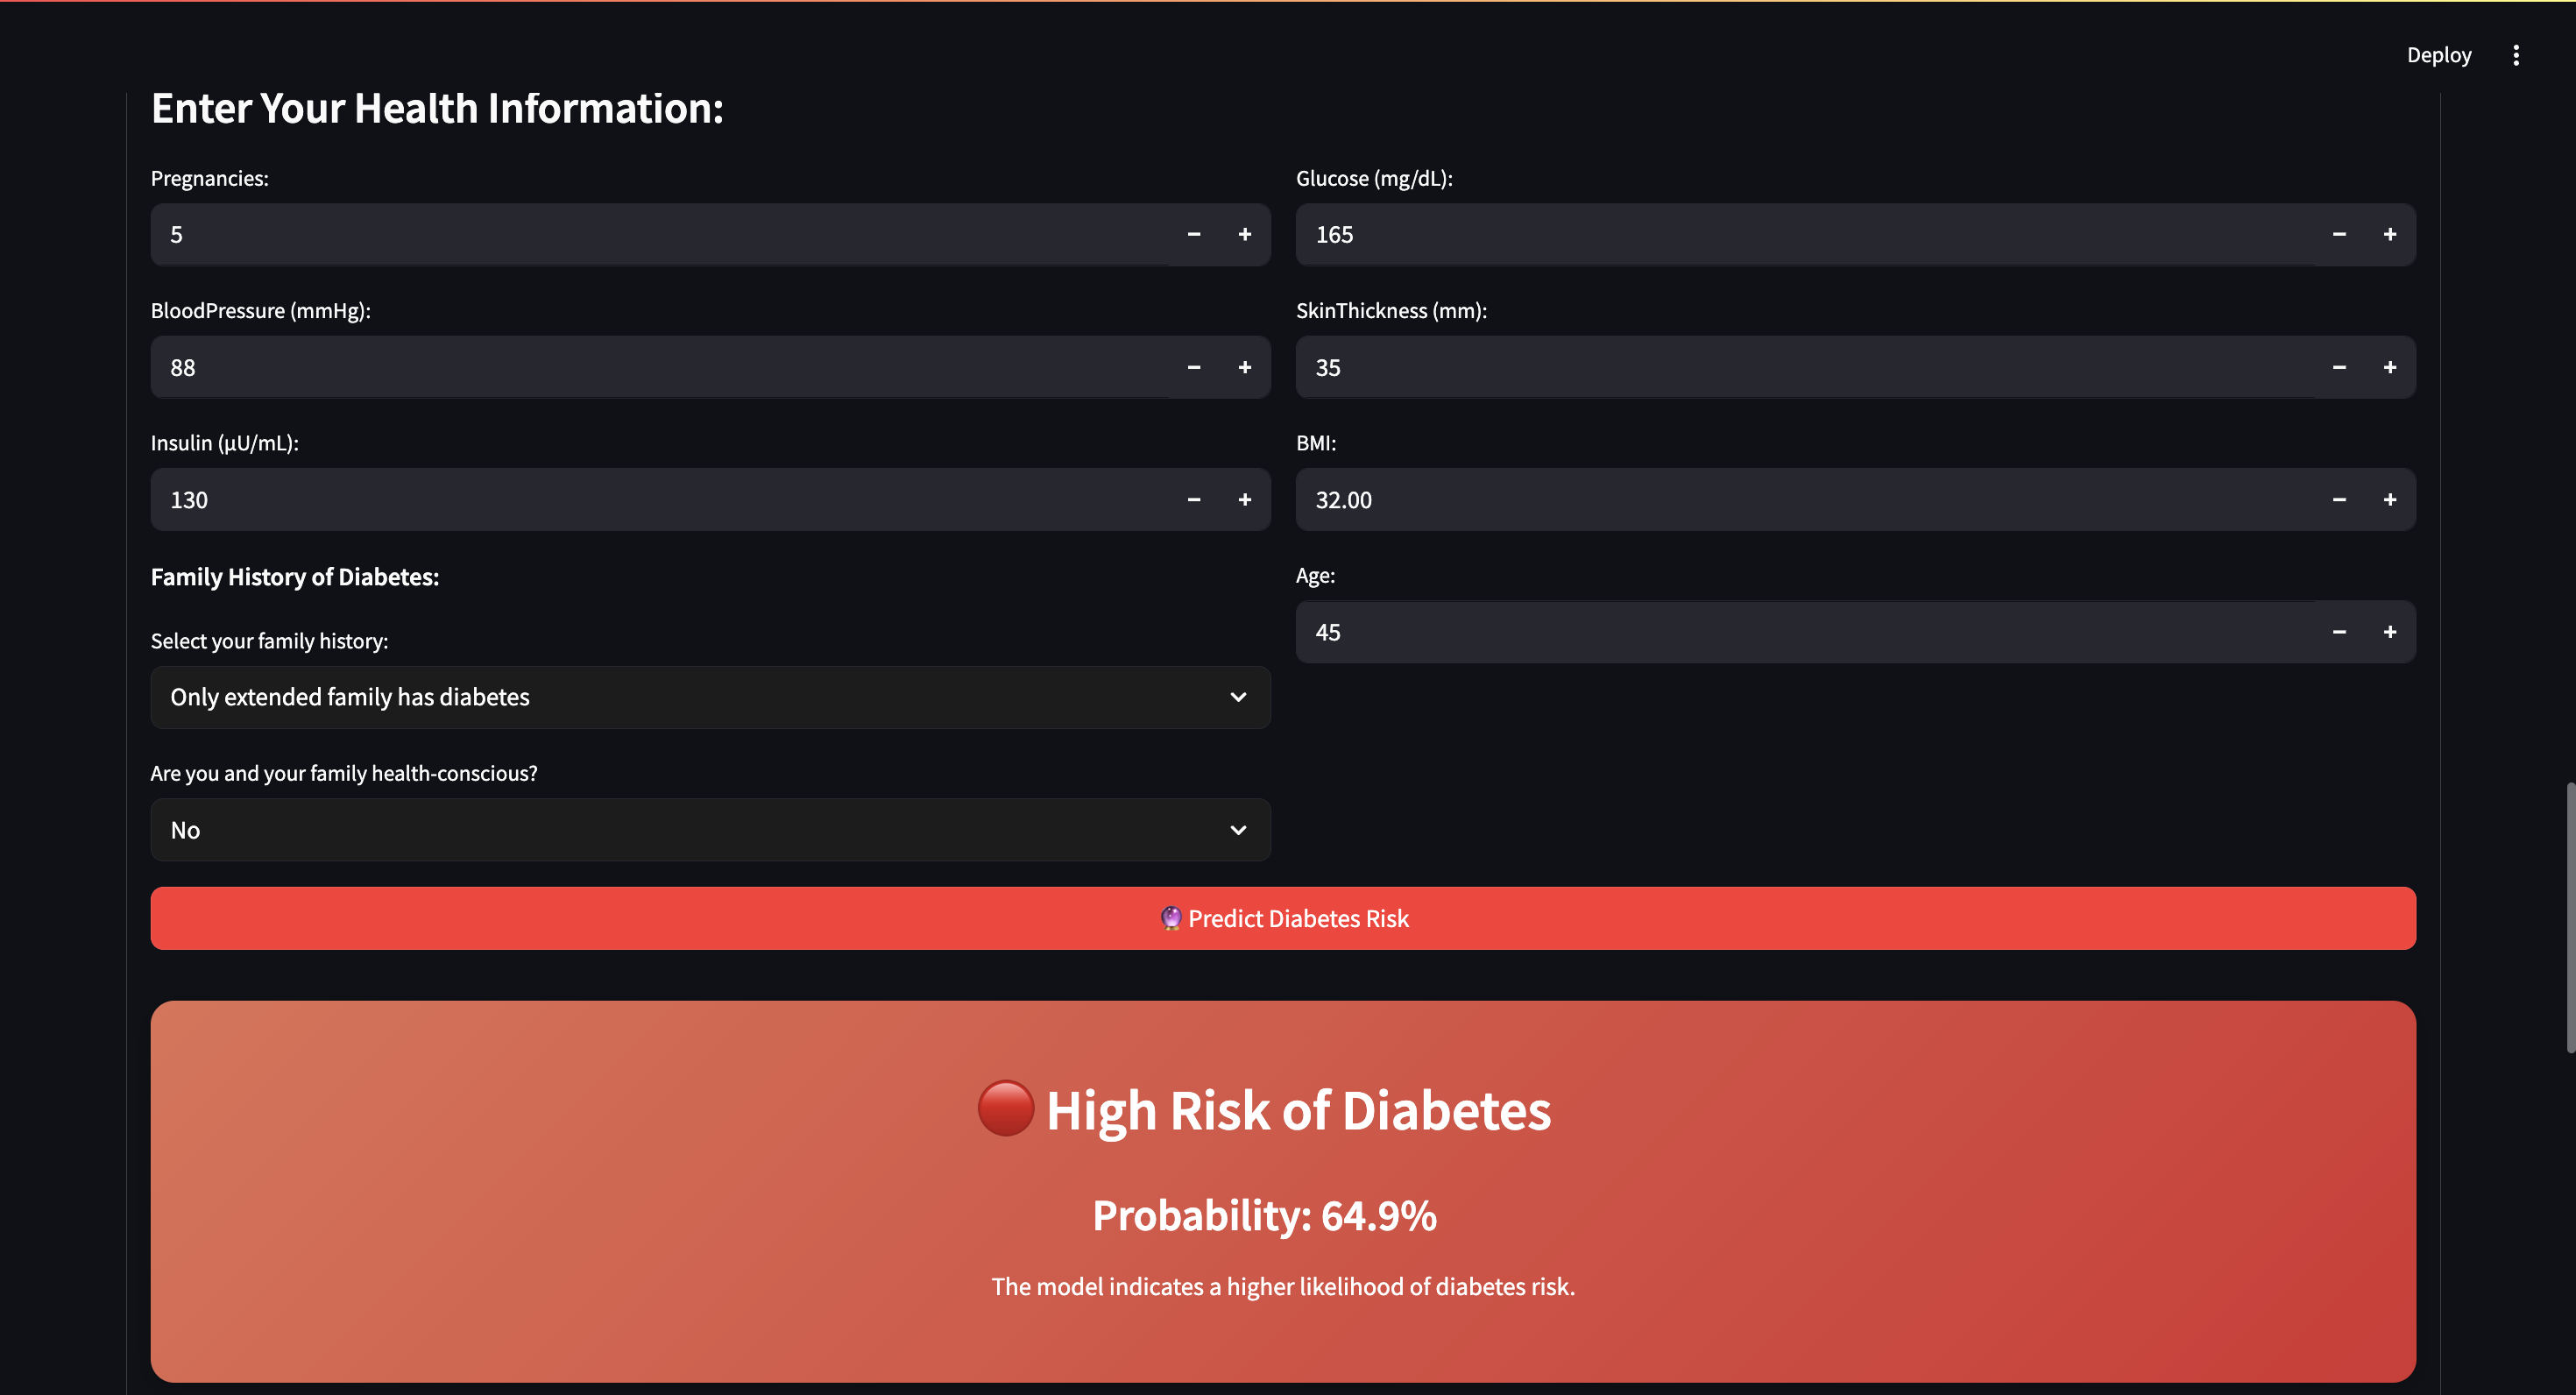 Deploy
Enter Your Health Information:
Pregnancies:
5
Glucose (mg/dL):
165
BloodPressure (mmHg):
88
SkinThickness (mm):
35
Insulin (μU/mL):
130
BMI:
32.00
Family History of Diabetes:
Age:
45
Select your family history:
Only extended family has diabetes
Are you and your family health-conscious?
No
🔮 Predict Diabetes Risk
🔴 High Risk of Diabetes
Probability: 64.9%
The model indicates a higher likelihood of diabetes risk.